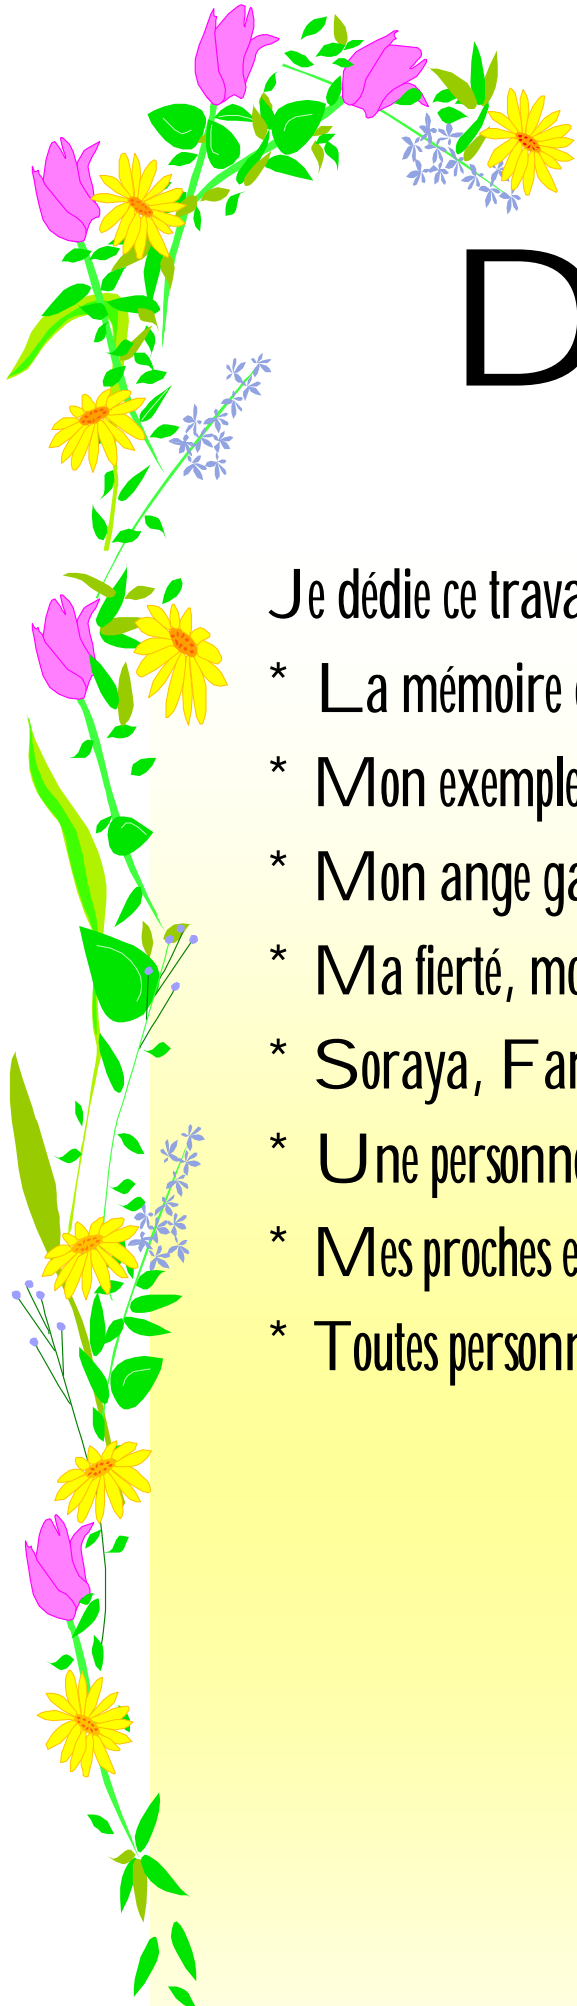 D
Je dédie ce trava
* La mémoire
* Mon exemple
* Mon ange ga
* Ma fierté, mo
* Soraya, Far
* Une personne
* Mes proches e
* Toutes person